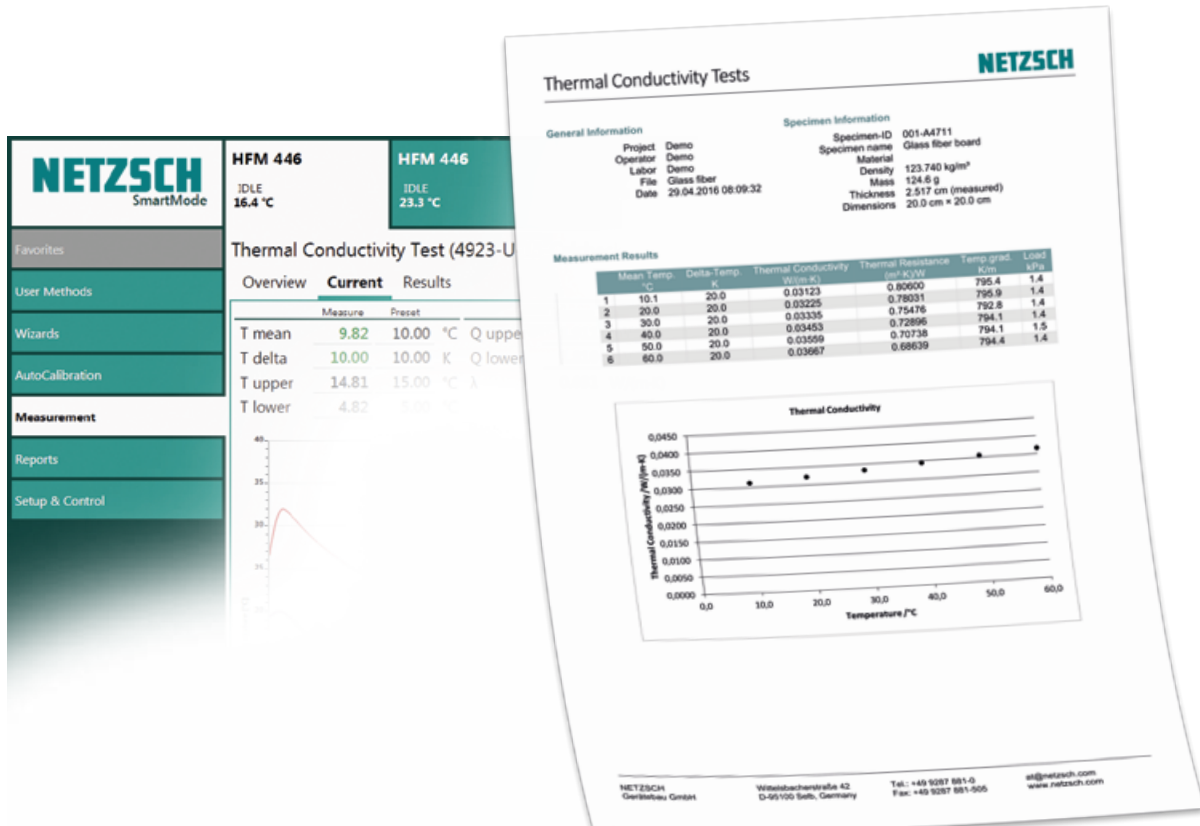 NETZSCH
SmartMode
HFM 446
IDLE
16.4 °C
HFM 446
IDLE
23.3 °C
Favorites
User Methods
Wizards
AutoCalibration
Measurement
Reports
Setup & Control
Thermal Conductivity Test (4923-U
Overview Current Results
Measure Preset
T mean 9.82 10.00 °C Q uppe
T delta 10.00 10.00 K Q lower
T upper 14.81 15.00 °C λ
T lower 4.82
40
35
30
25
Thermal Conductivity Tests
NETZSCH
General Information
Project Demo
Operator Demo
Labor Demo
File Glass fiber
Date 29.04.2016 08:09:32
Specimen Information
Specimen-ID 001-A4711
Specimen name Glass fiber board
Material
Density 123.740 kg/m³
Mass 124.6 g
Thickness 2.517 cm (measured)
Dimensions 20.0 cm × 20.0 cm
Measurement Results
Mean Temp. Delta-Temp. Thermal Conductivity Thermal Resistance Temp.grad. Load
°C K W/(m·K) (m²·K)/W K/m kPa
1 10.1 20.0 0.03123 0.80600 795.4 1.4
2 20.0 20.0 0.03225 0.78031 795.9 1.4
3 30.0 20.0 0.03335 0.75476 792.8 1.4
4 40.0 20.0 0.03453 0.72896 794.1 1.4
5 50.0 20.0 0.03559 0.70738 794.1 1.5
6 60.0 20.0 0.03667 0.68639 794.4 1.4
Thermal Conductivity
Thermal Conductivity /W/(m·K)
0,0450
0,0400
0,0350
0,0300
0,0250
0,0200
0,0150
0,0100
0,0050
0,0000
0,0 10,0 20,0 30,0 40,0 50,0 60,0
Temperature /°C
NETZSCH
Gerätebau GmbH
Wittelsbacherstraße 42
D-95100 Selb, Germany
Tel.: +49 9287 881-0
Fax: +49 9287 881-505
at@netzsch.com
www.netzsch.com